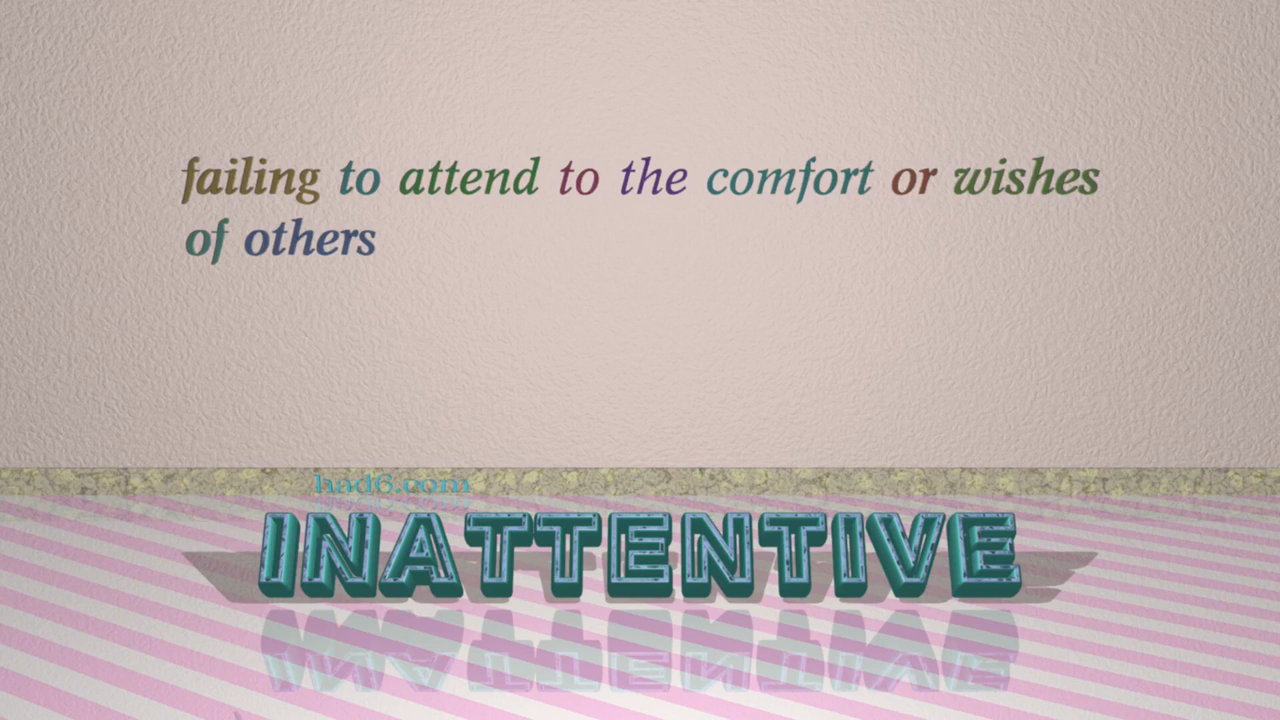 failing to attend to the comfort or wishes
of others
had6.com
INATTENTIVE